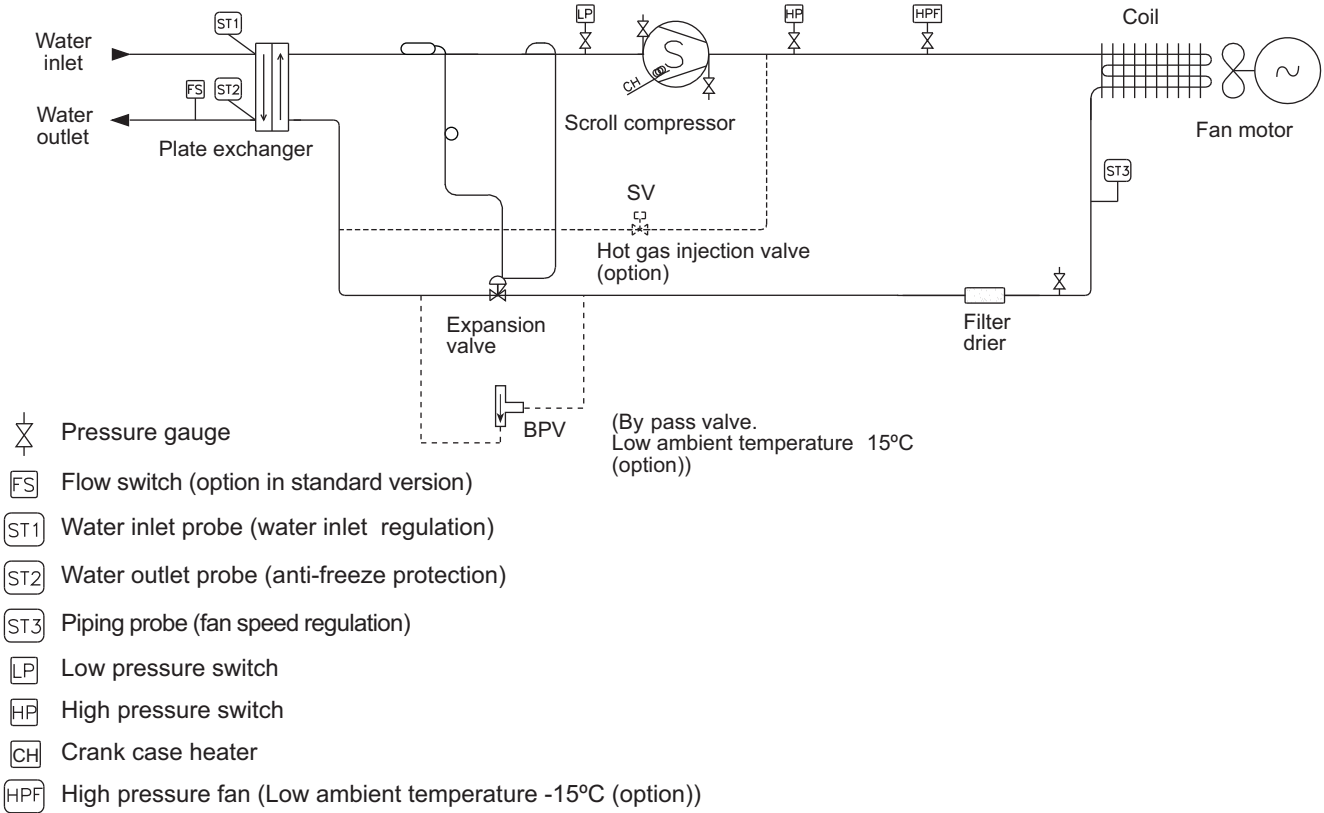 ST1
LP
HP
HPF
Coil
Water
inlet
S
CH
FS
ST2
Water
outlet
Plate exchanger
Scroll compressor
Fan motor
ST3
SV
Hot gas injection valve
(option)
Expansion
valve
Filter
drier
BPV
(By pass valve.
Low ambient temperature 15ºC
(option))
Pressure gauge
FS Flow switch (option in standard version)
ST1 Water inlet probe (water inlet regulation)
ST2 Water outlet probe (anti-freeze protection)
ST3 Piping probe (fan speed regulation)
LP Low pressure switch
HP High pressure switch
CH Crank case heater
HPF High pressure fan (Low ambient temperature -15ºC (option))